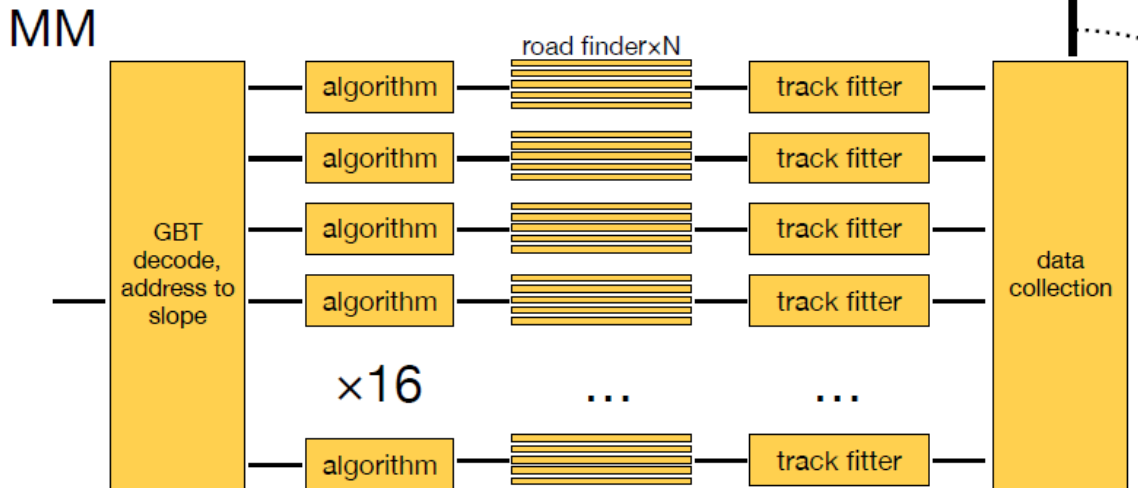 MM
road finder×N
algorithm
track fitter
algorithm
track fitter
algorithm
track fitter
GBT
decode,
address to
slope
data
collection
algorithm
track fitter
×16
...
...
algorithm
track fitter